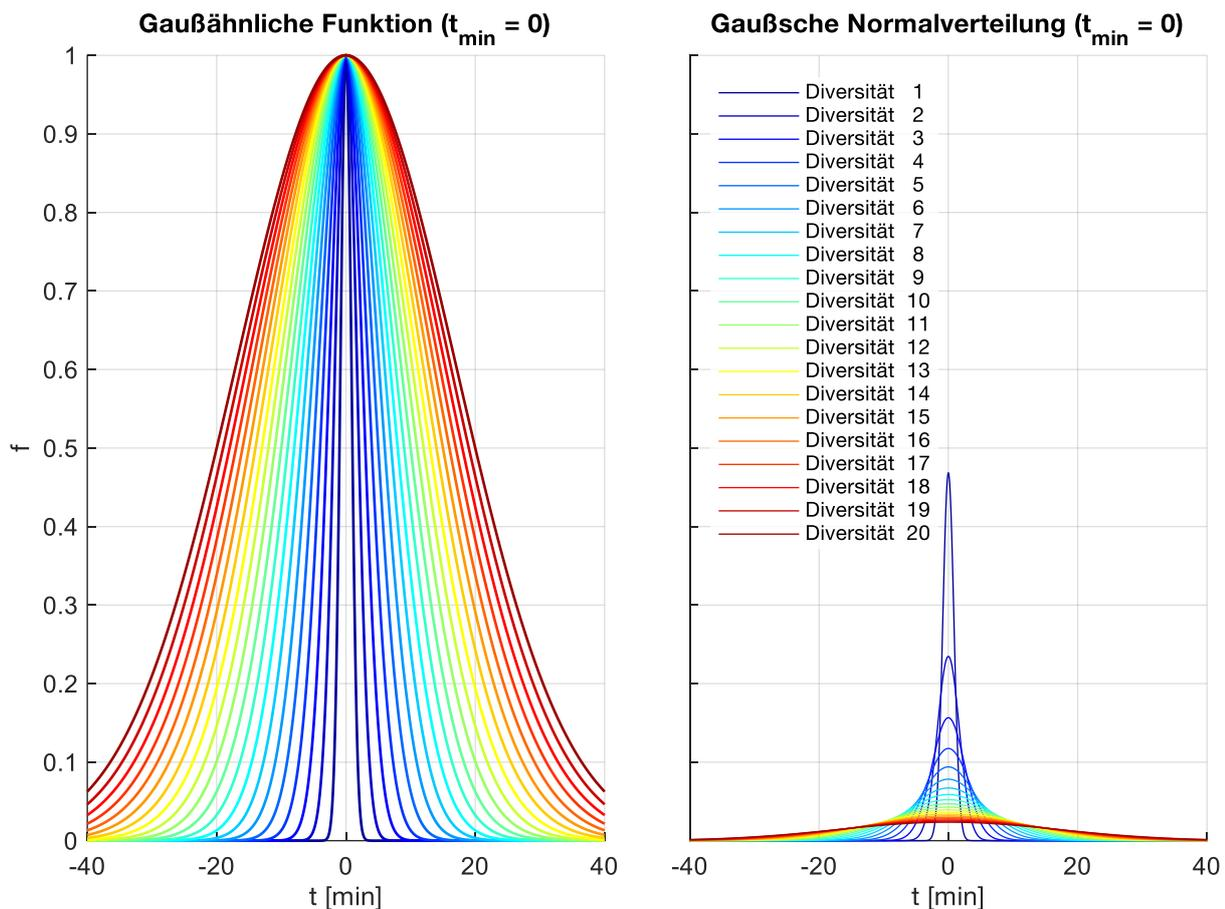 Gaußähnliche Funktion (t_min = 0)
1
0.9
0.8
0.7
0.6
0.5
0.4
0.3
0.2
0.1
0
f
-40 -20 0 20 40
t [min]
Gaußsche Normalverteilung (t_min = 0)
Diversität 1
Diversität 2
Diversität 3
Diversität 4
Diversität 5
Diversität 6
Diversität 7
Diversität 8
Diversität 9
Diversität 10
Diversität 11
Diversität 12
Diversität 13
Diversität 14
Diversität 15
Diversität 16
Diversität 17
Diversität 18
Diversität 19
Diversität 20
-40 -20 0 20 40
t [min]